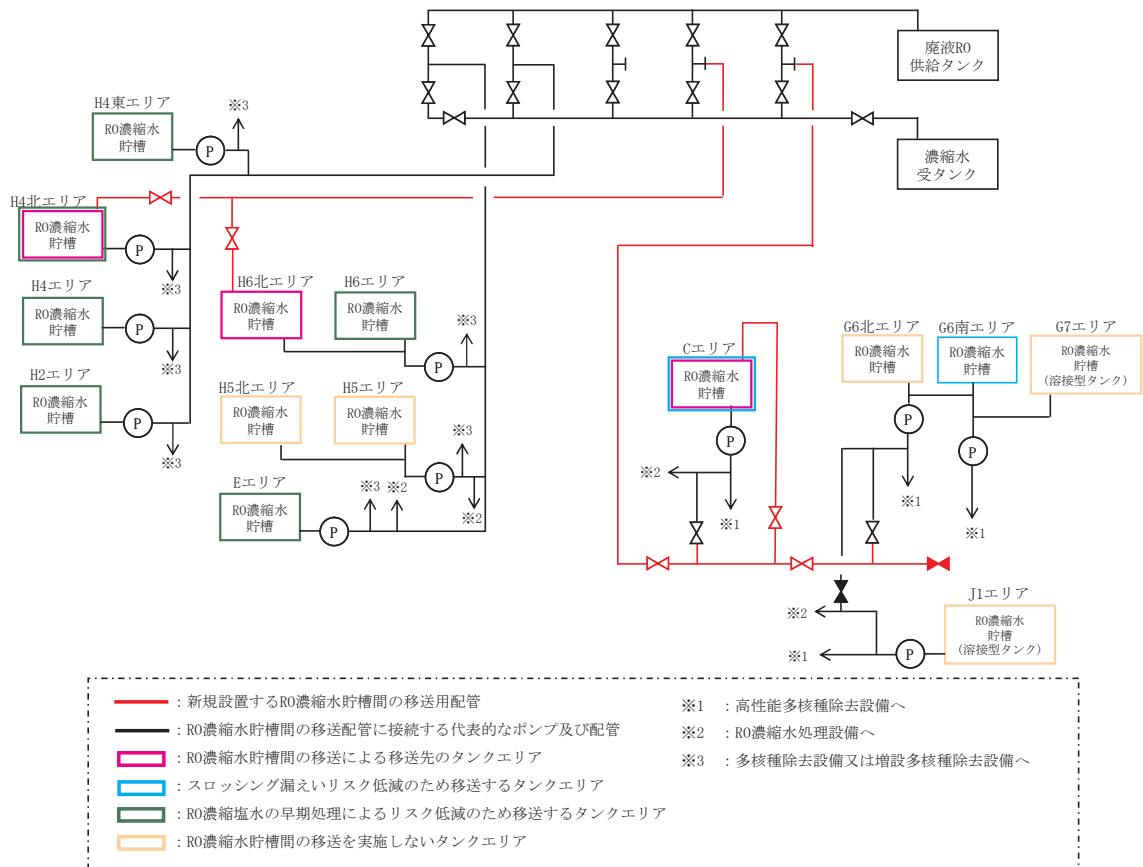 廃液RO
供給タンク
濃縮水
受タンク
H4東エリア
RO濃縮水
貯槽
P
※3
H4北エリア
RO濃縮水
貯槽
P
※3
H4エリア
RO濃縮水
貯槽
P
※3
H2エリア
RO濃縮水
貯槽
P
※3
H6北エリア
RO濃縮水
貯槽
H6エリア
RO濃縮水
貯槽
P
※3
H5北エリア
RO濃縮水
貯槽
H5エリア
RO濃縮水
貯槽
P
※3
※2
Eエリア
RO濃縮水
貯槽
P
※3
※2
Cエリア
RO濃縮水
貯槽
P
※2
※1
G6北エリア
RO濃縮水
貯槽
P
※1
G6南エリア
RO濃縮水
貯槽
P
※1
G7エリア
RO濃縮水
貯槽
(溶接型タンク)
J1エリア
RO濃縮水
貯槽
(溶接型タンク)
P
※2
※1
：新規設置するRO濃縮水貯槽間の移送用配管
：RO濃縮水貯槽間の移送配管に接続する代表的なポンプ及び配管
：RO濃縮水貯槽間の移送による移送先のタンクエリア
：スロッシング漏えいリスク低減のため移送するタンクエリア
：RO濃縮塩水の早期処理によるリスク低減のため移送するタンクエリア
：RO濃縮水貯槽間の移送を実施しないタンクエリア
※1 ：高性能多核種除去設備へ
※2 ：RO濃縮水処理設備へ
※3 ：多核種除去設備又は増設多核種除去設備へ